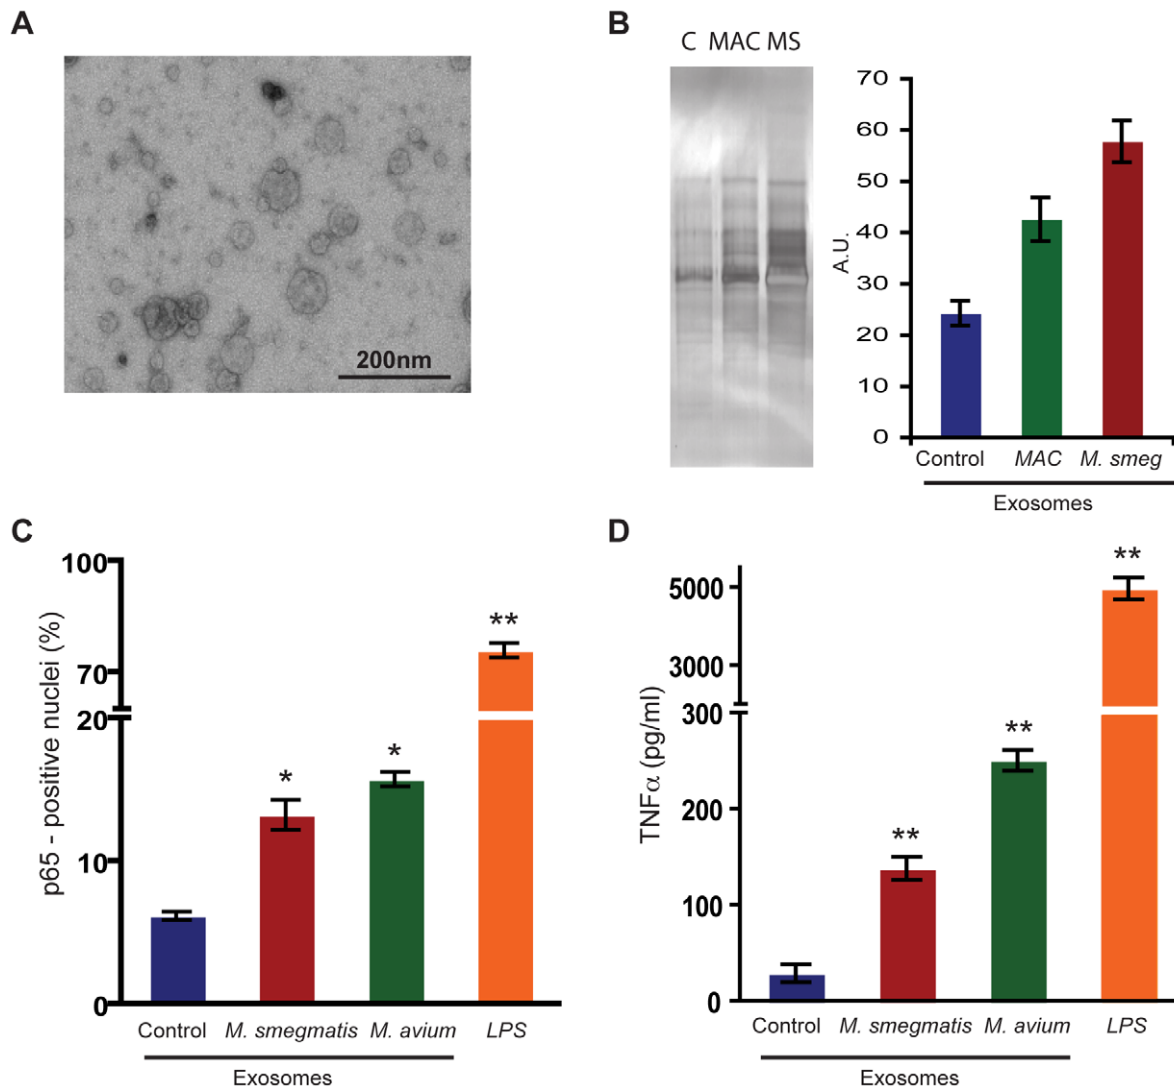 A
200nm
B
C MAC MS
A.U.
70
60
50
40
30
20
10
0
Control MAC M. smeg
Exosomes
C
p65 - positive nuclei (%)
100
70
20
10
0
*
*
**
Control M. smegmatis M. avium LPS
Exosomes
D
TNFα (pg/ml)
5000
3000
300
200
100
0
**
**
**
Control M. smegmatis M. avium LPS
Exosomes